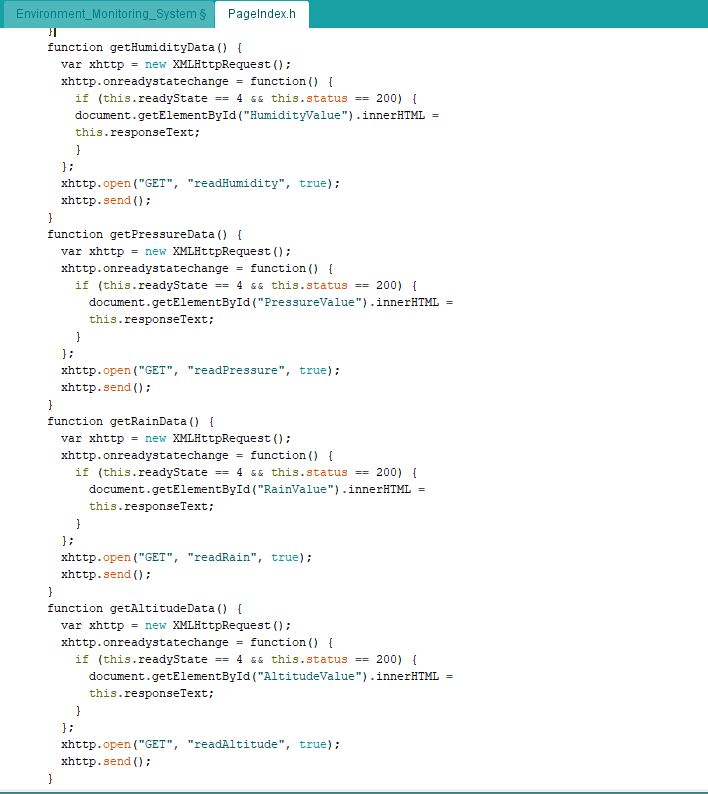 Environment_Monitoring_System § PageIndex.h
}
function getHumidityData() {
  var xhttp = new XMLHttpRequest();
  xhttp.onreadystatechange = function() {
    if (this.readyState == 4 && this.status == 200) {
    document.getElementById("HumidityValue").innerHTML =
    this.responseText;
    }
  };
  xhttp.open("GET", "readHumidity", true);
  xhttp.send();
}
function getPressureData() {
  var xhttp = new XMLHttpRequest();
  xhttp.onreadystatechange = function() {
    if (this.readyState == 4 && this.status == 200) {
      document.getElementById("PressureValue").innerHTML =
      this.responseText;
    }
  };
  xhttp.open("GET", "readPressure", true);
  xhttp.send();
}
function getRainData() {
  var xhttp = new XMLHttpRequest();
  xhttp.onreadystatechange = function() {
    if (this.readyState == 4 && this.status == 200) {
      document.getElementById("RainValue").innerHTML =
      this.responseText;
    }
  };
  xhttp.open("GET", "readRain", true);
  xhttp.send();
}
function getAltitudeData() {
  var xhttp = new XMLHttpRequest();
  xhttp.onreadystatechange = function() {
    if (this.readyState == 4 && this.status == 200) {
      document.getElementById("AltitudeValue").innerHTML =
      this.responseText;
    }
  };
  xhttp.open("GET", "readAltitude", true);
  xhttp.send();
}